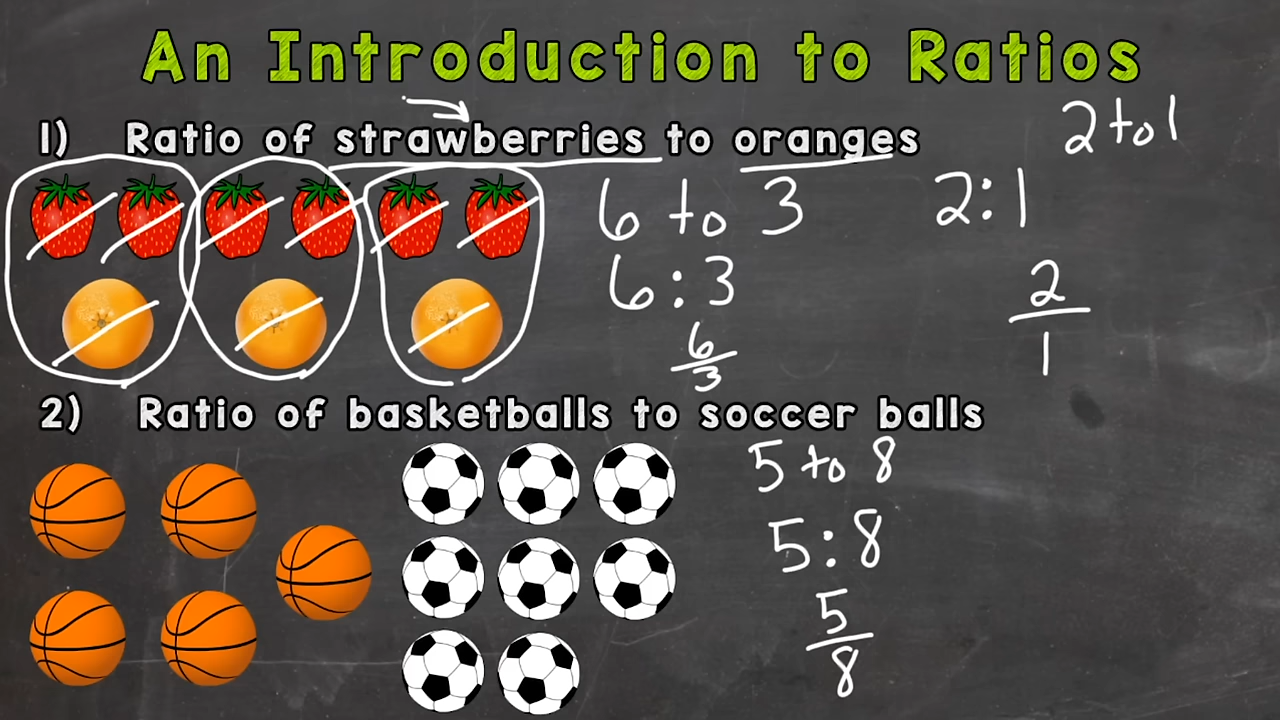 An Introduction to Ratios
1) Ratio of strawberries to oranges
2 to 1
6 to 3
2:1
6:3
2
1
6
3
2) Ratio of basketballs to soccer balls
5 to 8
5:8
5
8